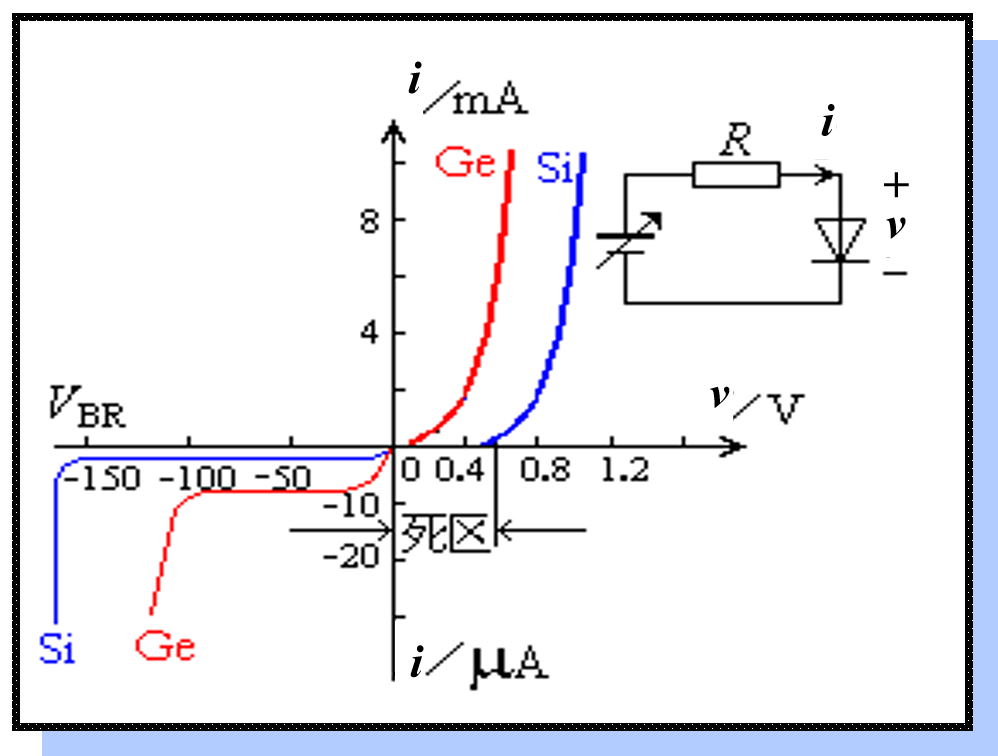 i/mA
Ge Si
R i
+
v
−
8
4
V_BR
v/V
-150 -100 -50 0 0.4 0.8 1.2
-10
死区
-20
Si Ge
i/μA